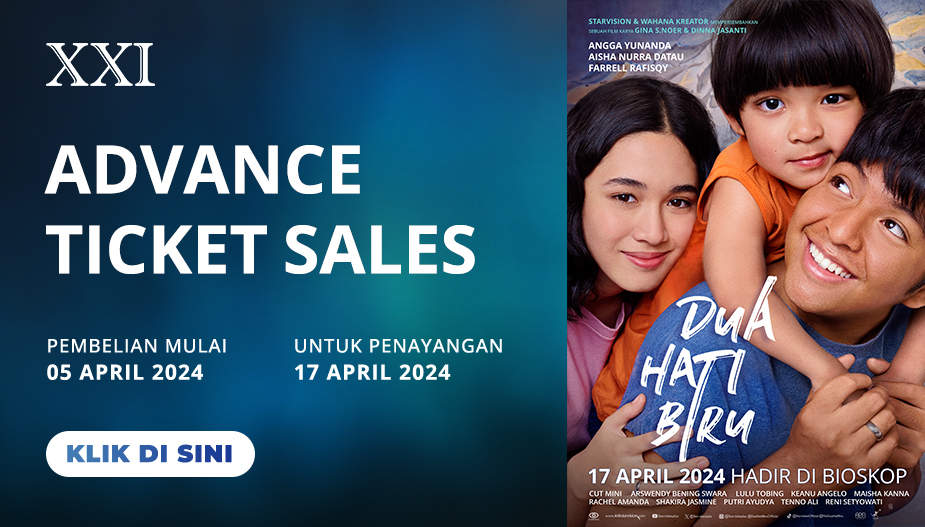 XXI
ADVANCE
TICKET SALES
PEMBELIAN MULAI
05 APRIL 2024
UNTUK PENAYANGAN
17 APRIL 2024
KLIK DI SINI
STARVISION & WAHANA KREATOR MEMPERSEMBAHKAN
SEBUAH FILM KARYA GINA S.NOER & DINNA JASANTI
ANGGA YUNANDA
AISHA NURRA DATAU
FARRELL RAFISQY
DUA
HATI
BIRU
17 APRIL 2024 HADIR DI BIOSKOP
CUT MINI ARSWENDY BENING SWARA LULU TOBING KEANU ANGELO MAISHA KANNA
RACHEL AMANDA SHAKIRA JASMINE PUTRI AYUDYA TENNO ALI RENI SETYOWATI